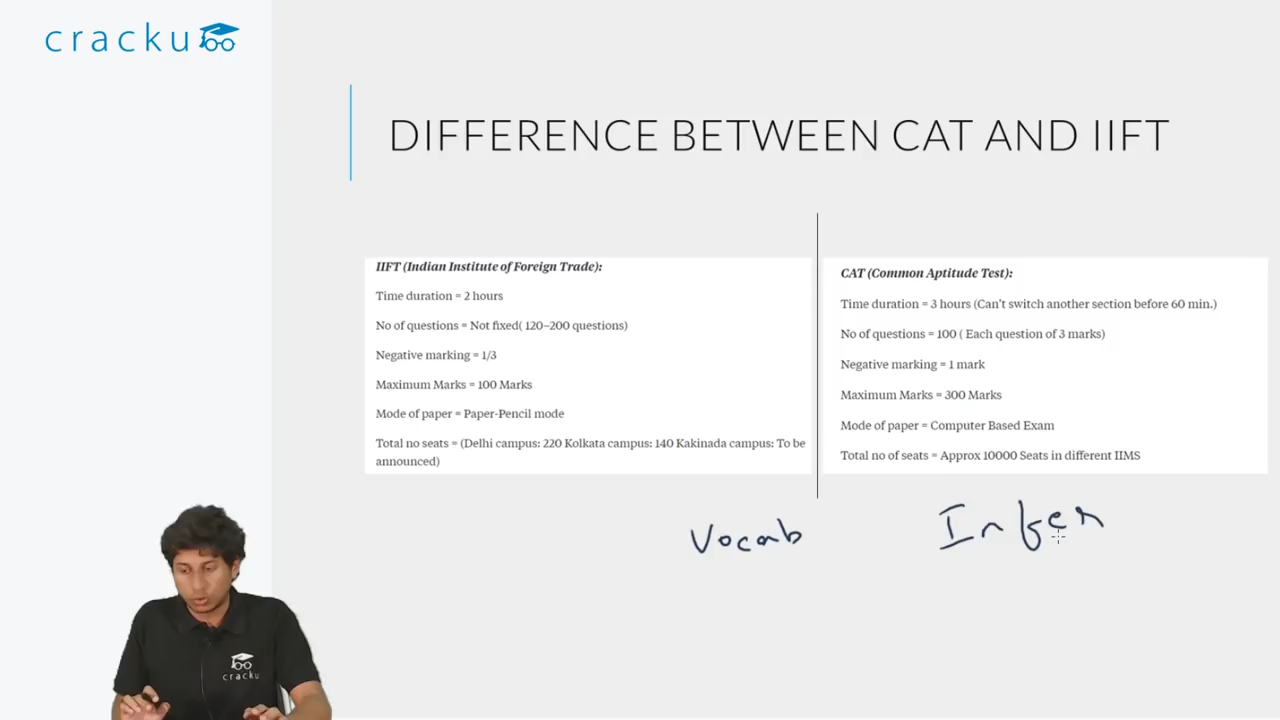 cracku
DIFFERENCE BETWEEN CAT AND IIFT
IIFT (Indian Institute of Foreign Trade):
Time duration = 2 hours
No of questions = Not fixed( 120–200 questions)
Negative marking = 1/3
Maximum Marks = 100 Marks
Mode of paper = Paper-Pencil mode
Total no seats = (Delhi campus: 220 Kolkata campus: 140 Kakinada campus: To be
announced)
CAT (Common Aptitude Test):
Time duration = 3 hours (Can't switch another section before 60 min.)
No of questions = 100 ( Each question of 3 marks)
Negative marking = 1 mark
Maximum Marks = 300 Marks
Mode of paper = Computer Based Exam
Total no of seats = Approx 10000 Seats in different IIMS
Vocab
Infer
cracku